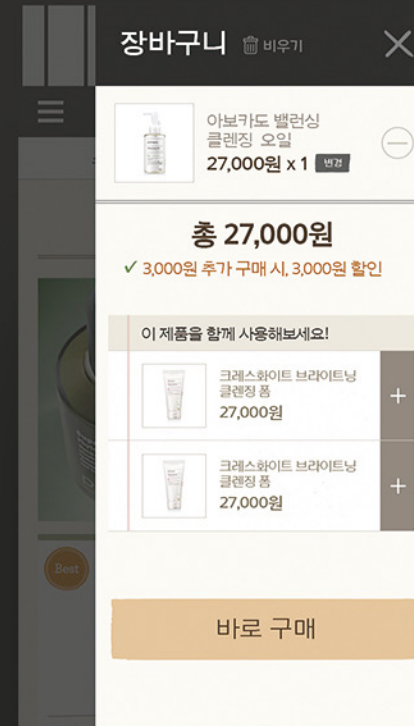 장바구니 비우기
아보카도 밸런싱
클렌징 오일
27,000원 x 1 변경
총 27,000원
✓ 3,000원 추가 구매 시, 3,000원 할인
이 제품을 함께 사용해보세요!
크레스화이트 브라이트닝
클렌징 폼
27,000원
크레스화이트 브라이트닝
클렌징 폼
27,000원
Best
바로 구매